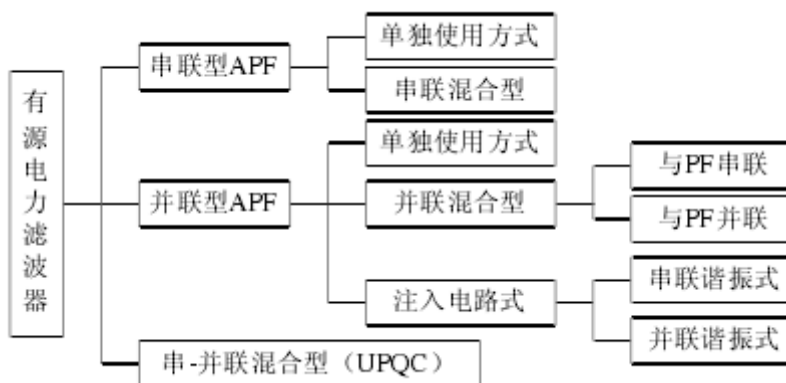 有源电力滤波器
串联型APF
单独使用方式
串联混合型
并联型APF
单独使用方式
并联混合型
与PF串联
与PF并联
注入电路式
串联谐振式
并联谐振式
串-并联混合型（UPQC）